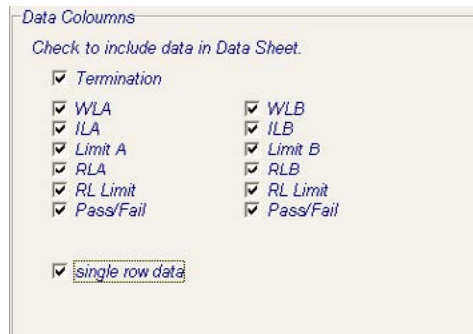 Data Coloumns
Check to include data in Data Sheet.
Termination
WLA WLB
ILA ILB
Limit A Limit B
RLA RLB
RL Limit RL Limit
Pass/Fail Pass/Fail
single row data